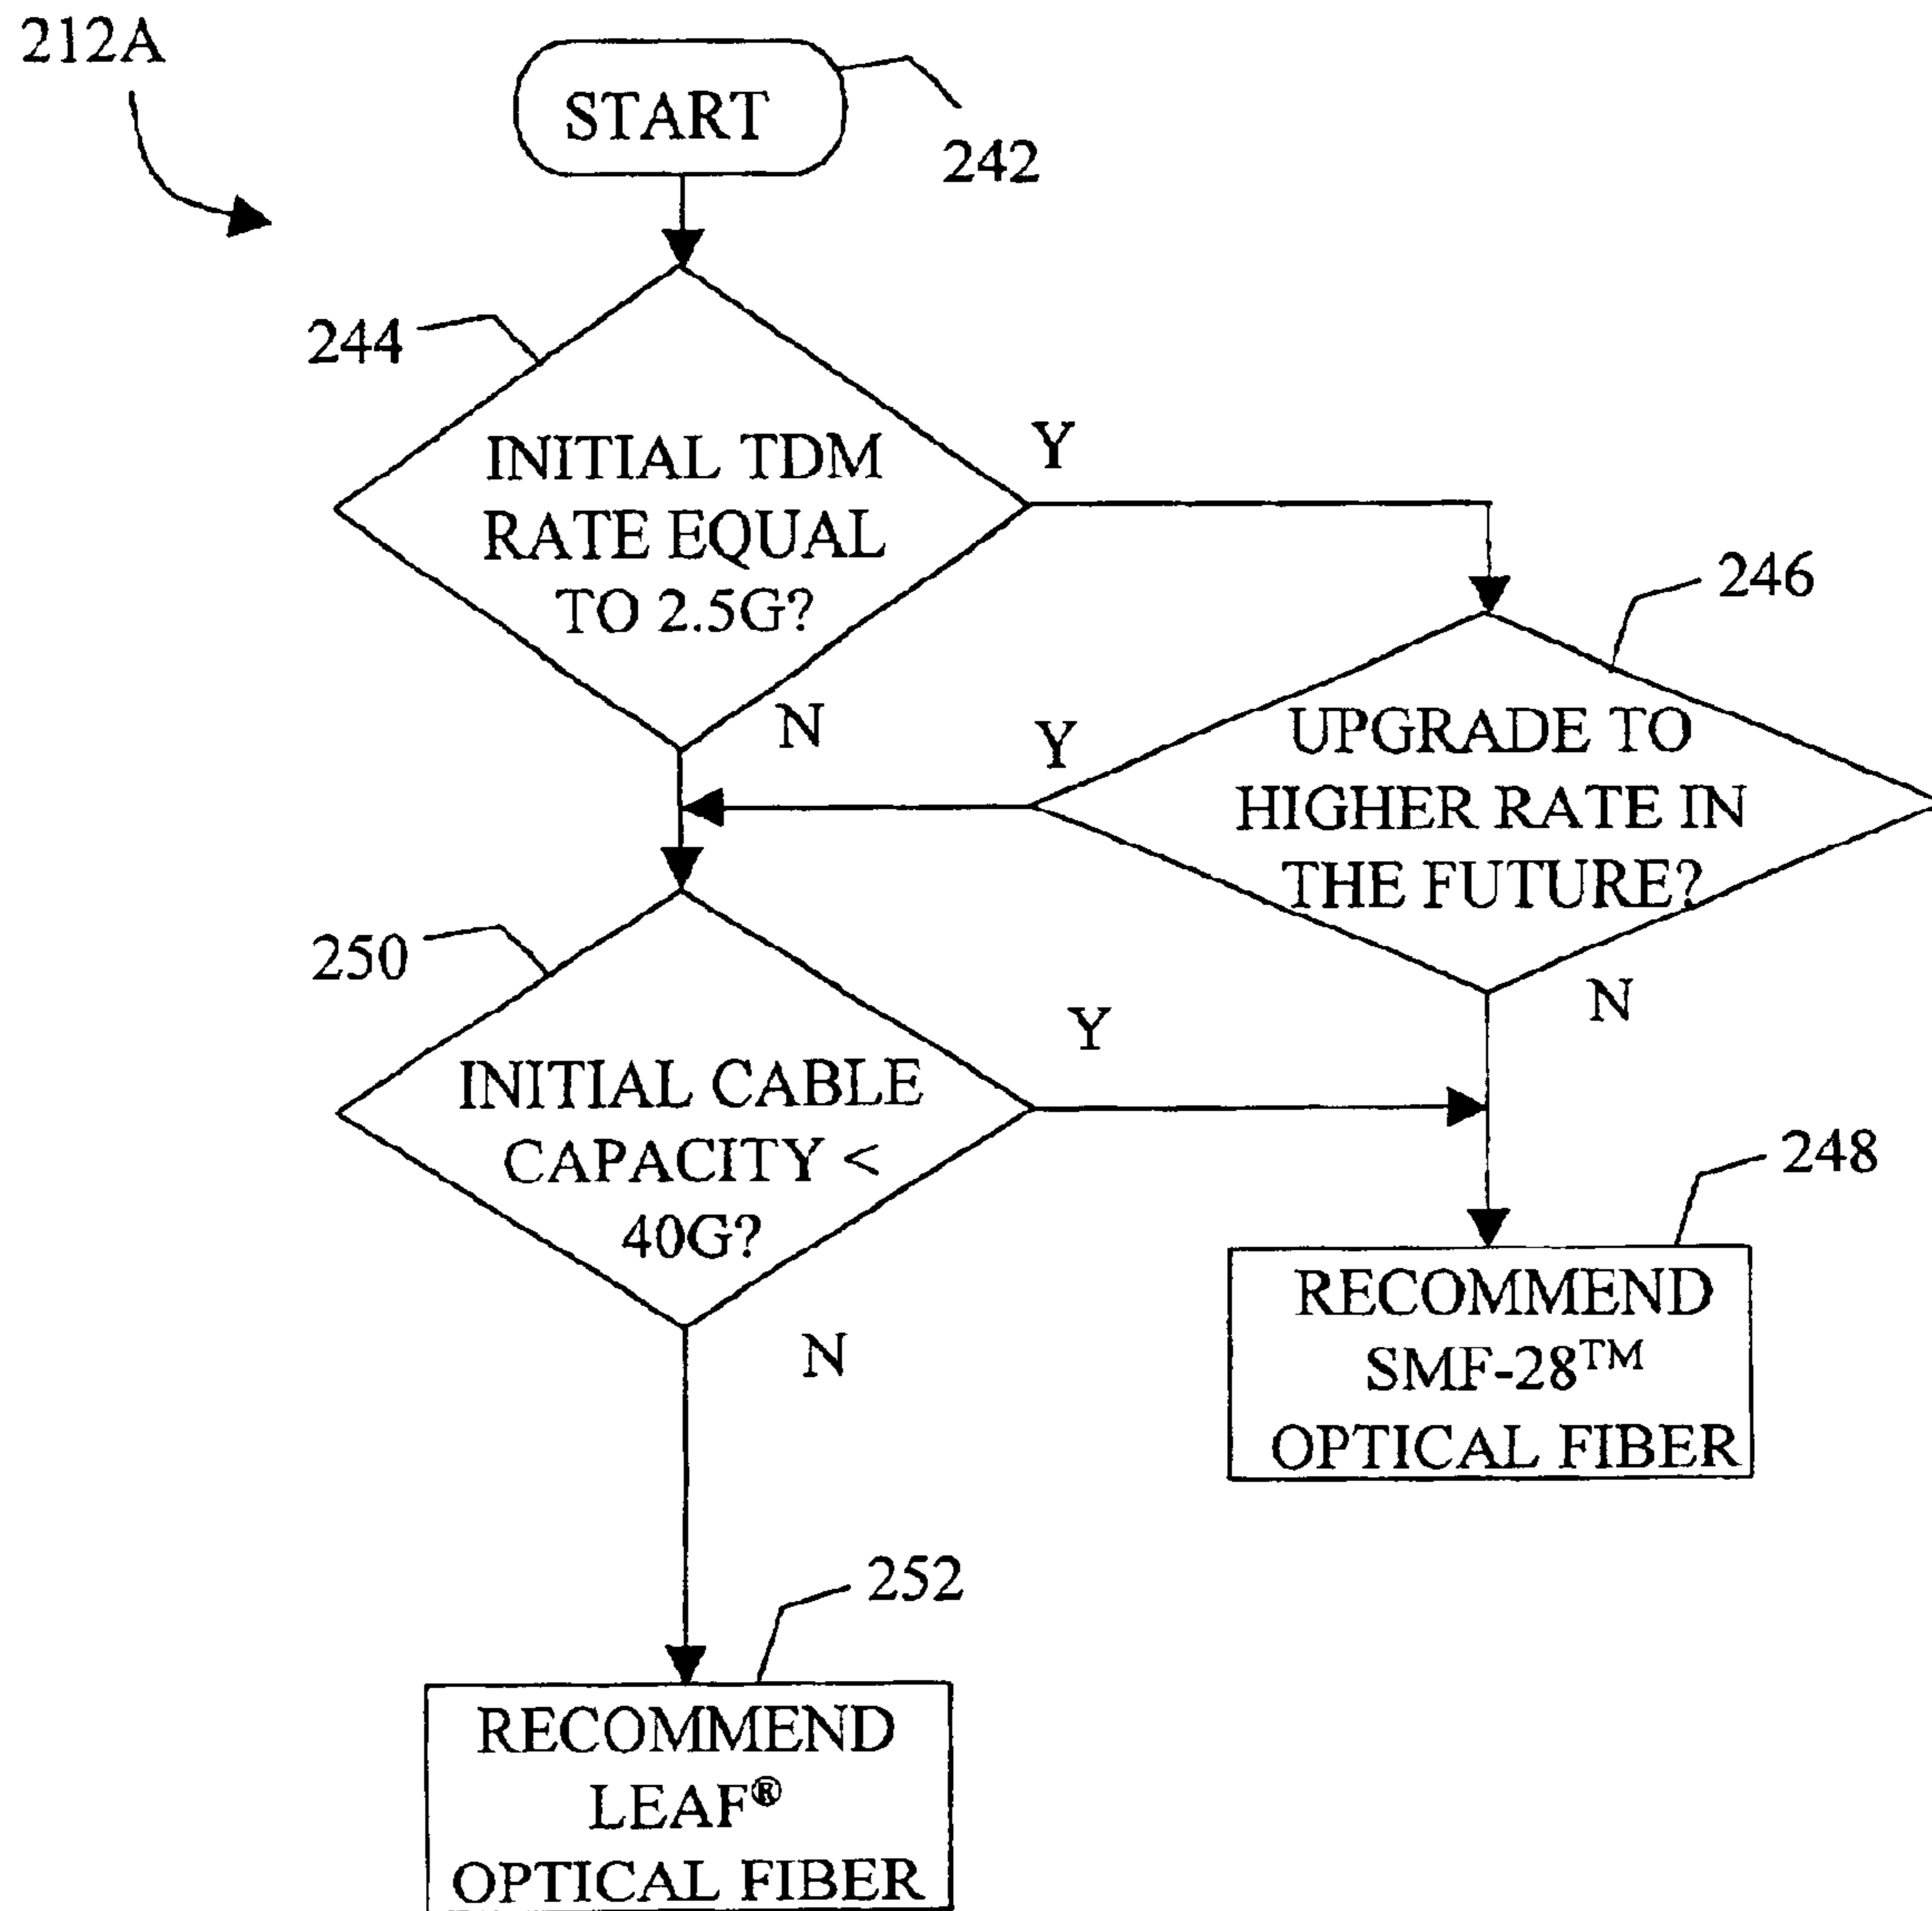 212A
START
242
244
INITIAL TDM
RATE EQUAL
TO 2.5G?
Y
N
246
UPGRADE TO
HIGHER RATE IN
THE FUTURE?
Y
N
250
INITIAL CABLE
CAPACITY <
40G?
Y
N
248
RECOMMEND
SMF-28™
OPTICAL FIBER
252
RECOMMEND
LEAF®
OPTICAL FIBER